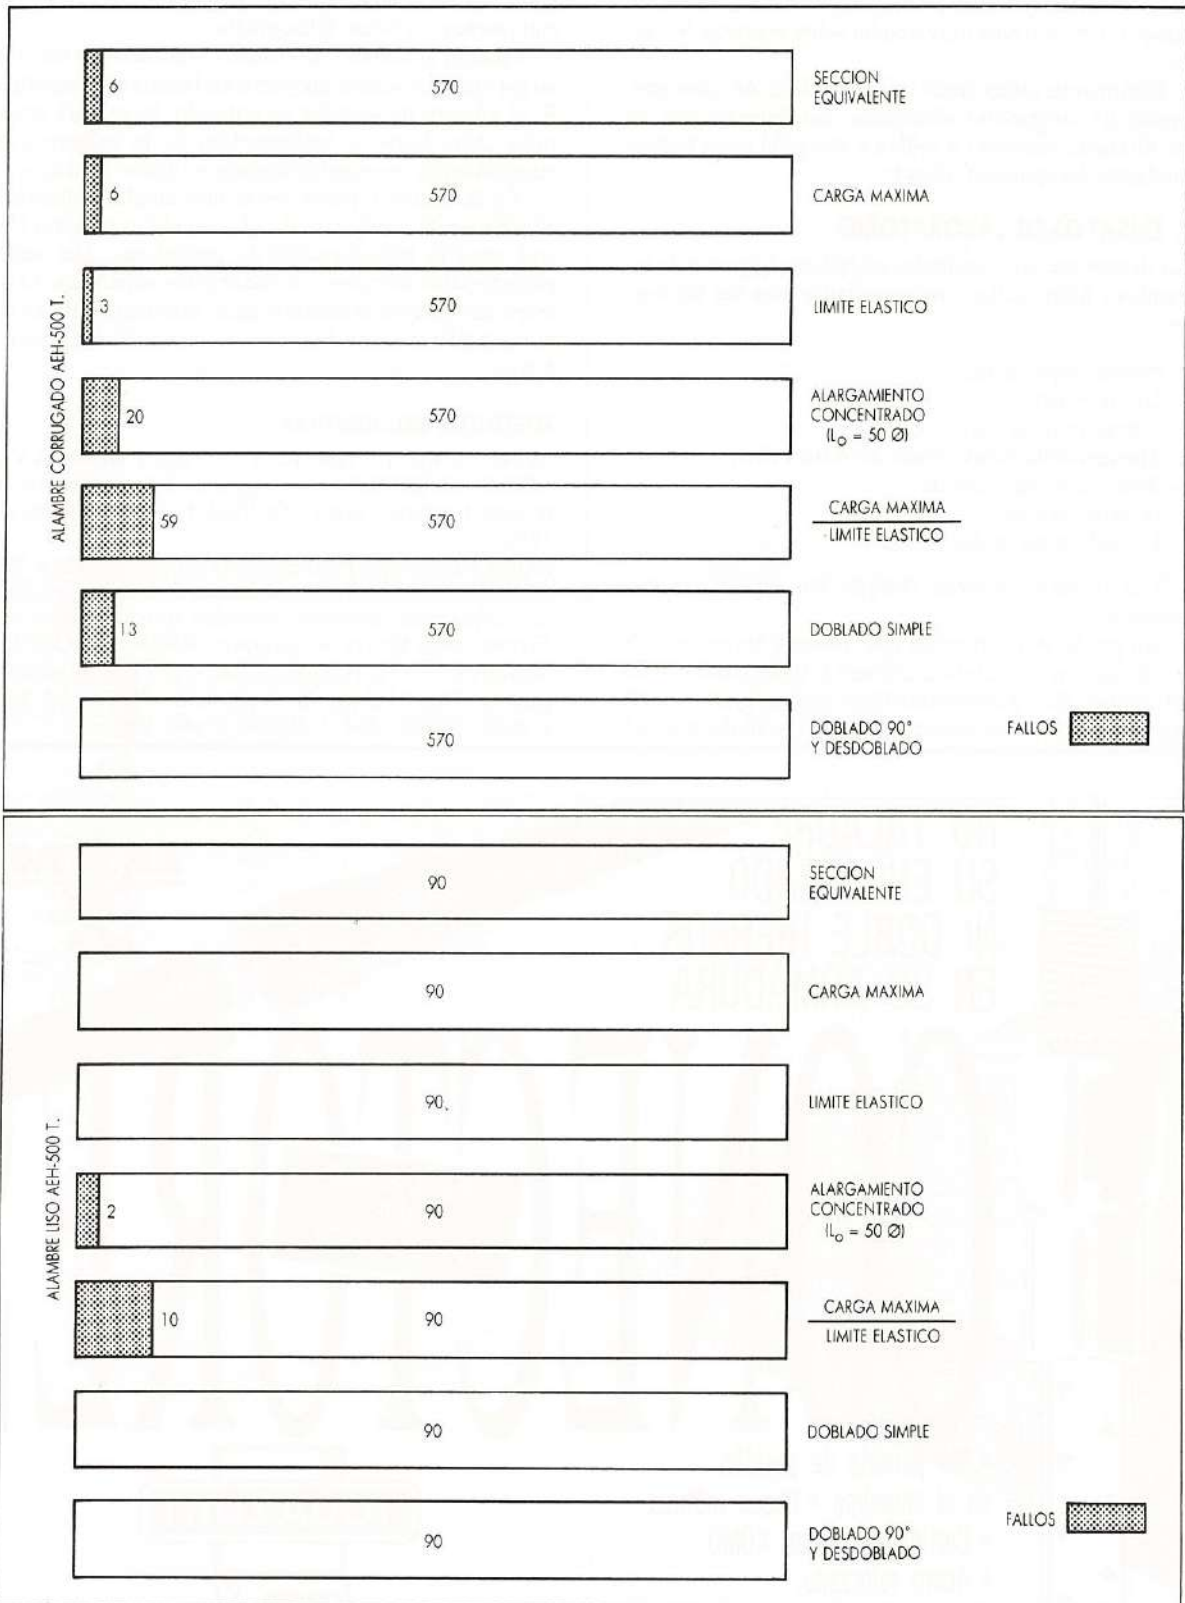 ALAMBRE CORRUGADO AEH-500 T.
6 570 SECCION
EQUIVALENTE
6 570 CARGA MAXIMA
3 570 LIMITE ELASTICO
20 570 ALARGAMIENTO
CONCENTRADO
(L₀ = 50 Ø)
59 570 CARGA MAXIMA
LIMITE ELASTICO
13 570 DOBLADO SIMPLE
570 DOBLADO 90°
Y DESDOBLADO
FALLOS
ALAMBRE LISO AEH-500 T.
90 SECCION
EQUIVALENTE
90 CARGA MAXIMA
90 LIMITE ELASTICO
2 90 ALARGAMIENTO
CONCENTRADO
(L₀ = 50 Ø)
10 90 CARGA MAXIMA
LIMITE ELASTICO
90 DOBLADO SIMPLE
90 DOBLADO 90°
Y DESDOBLADO
FALLOS